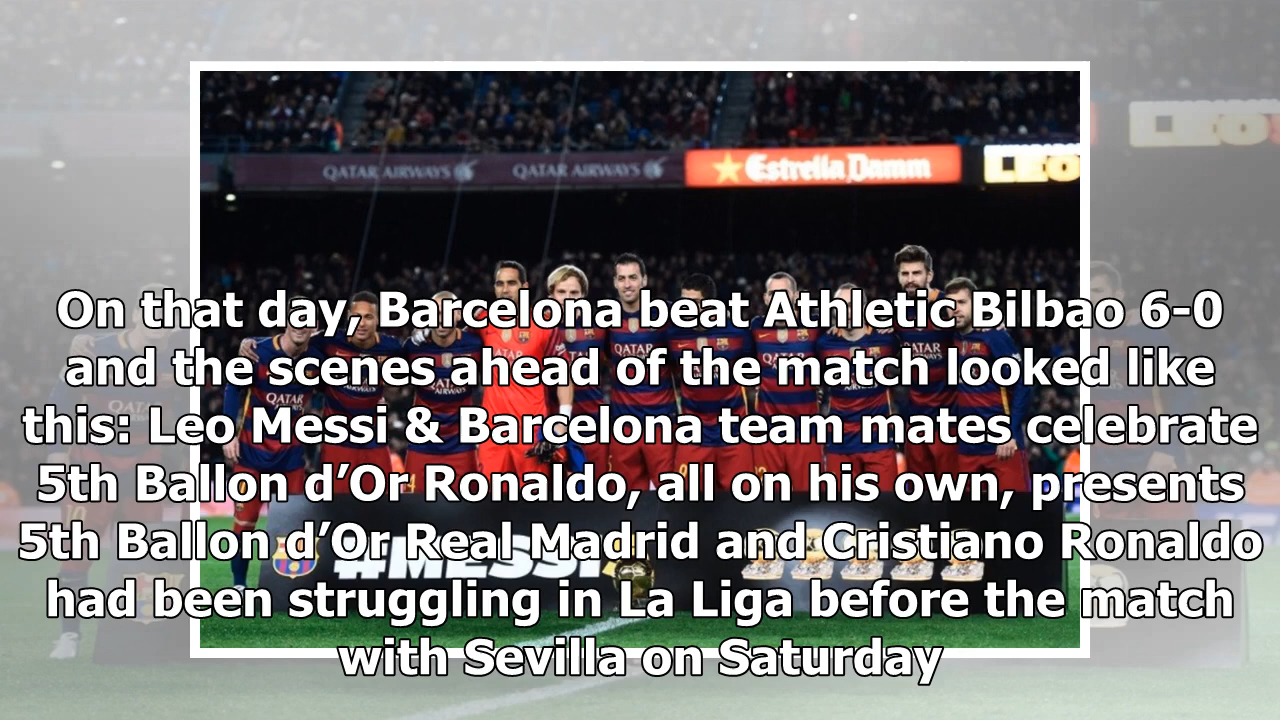 QATAR AIRWAYS QATAR AIRWAYS Estrella Damm LEO
On that day, Barcelona beat Athletic Bilbao 6-0
and the scenes ahead of the match looked like
this: Leo Messi & Barcelona team mates celebrate
5th Ballon d’Or Ronaldo, all on his own, presents
5th Ballon d’Or Real Madrid and Cristiano Ronaldo
had been struggling in La Liga before the match
with Sevilla on Saturday
#MESSI